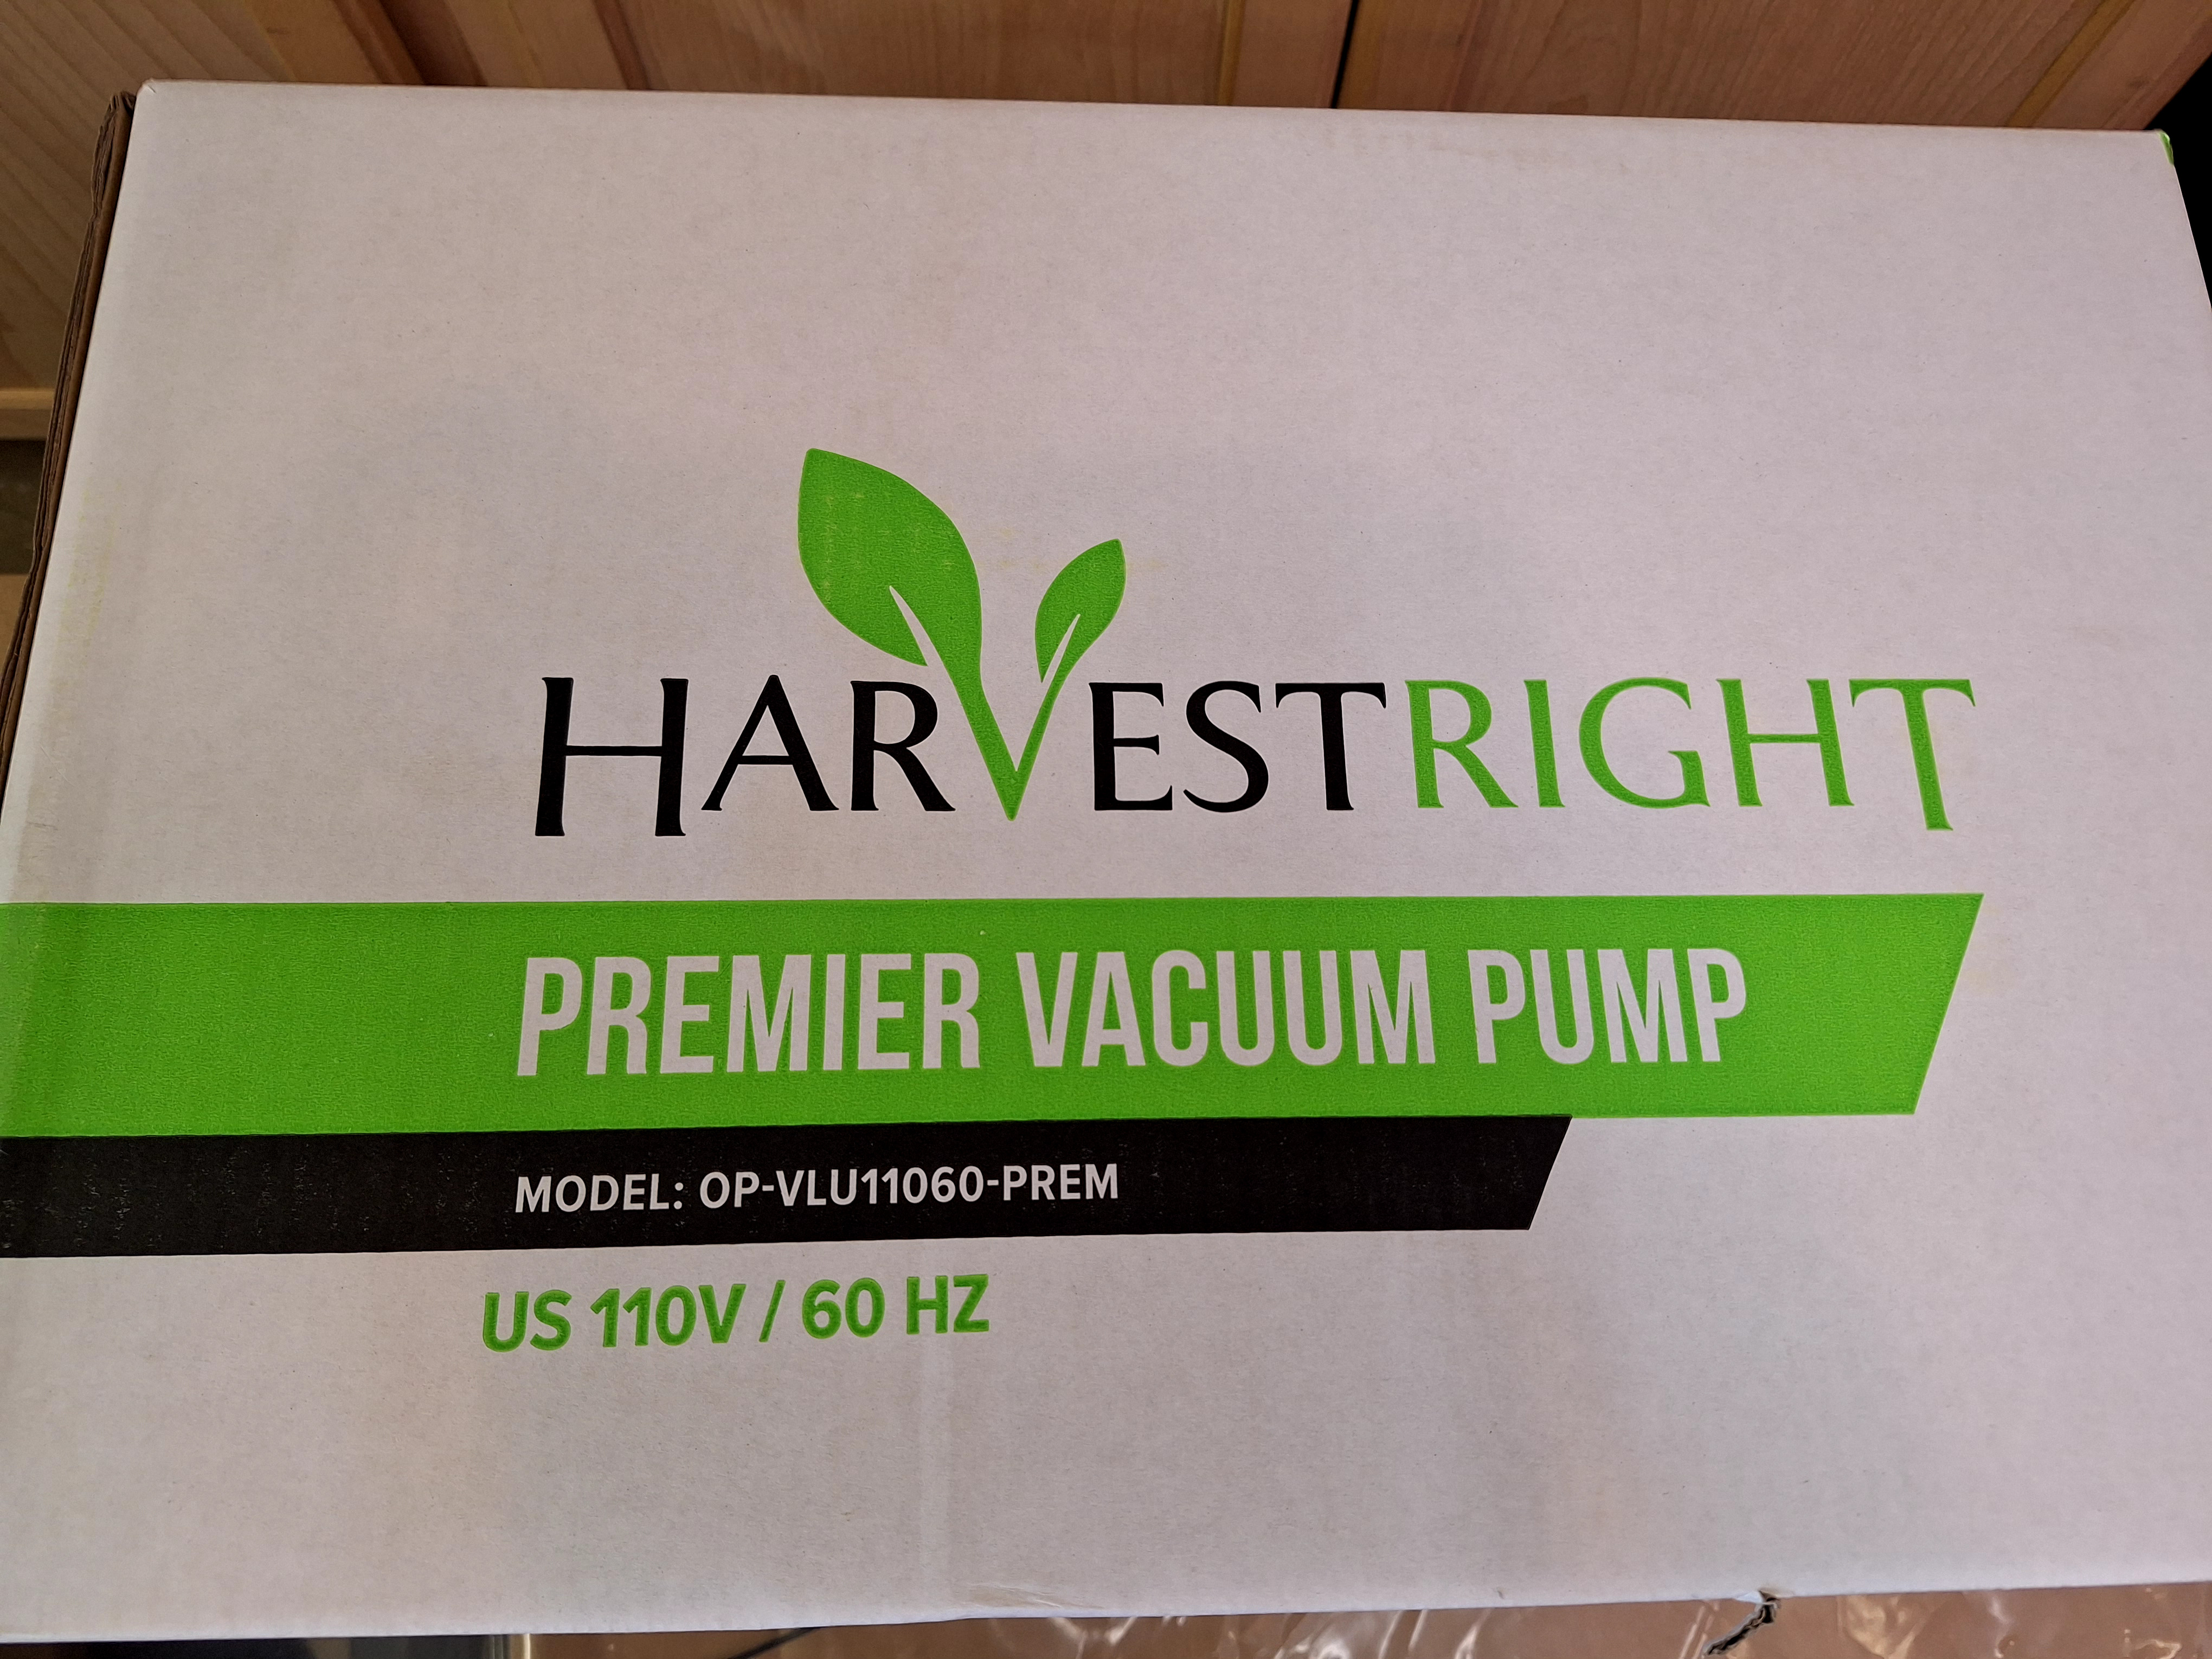 HARVESTRIGHT
PREMIER VACUUM PUMP
MODEL: OP-VLU11060-PREM
US 110V / 60 HZ